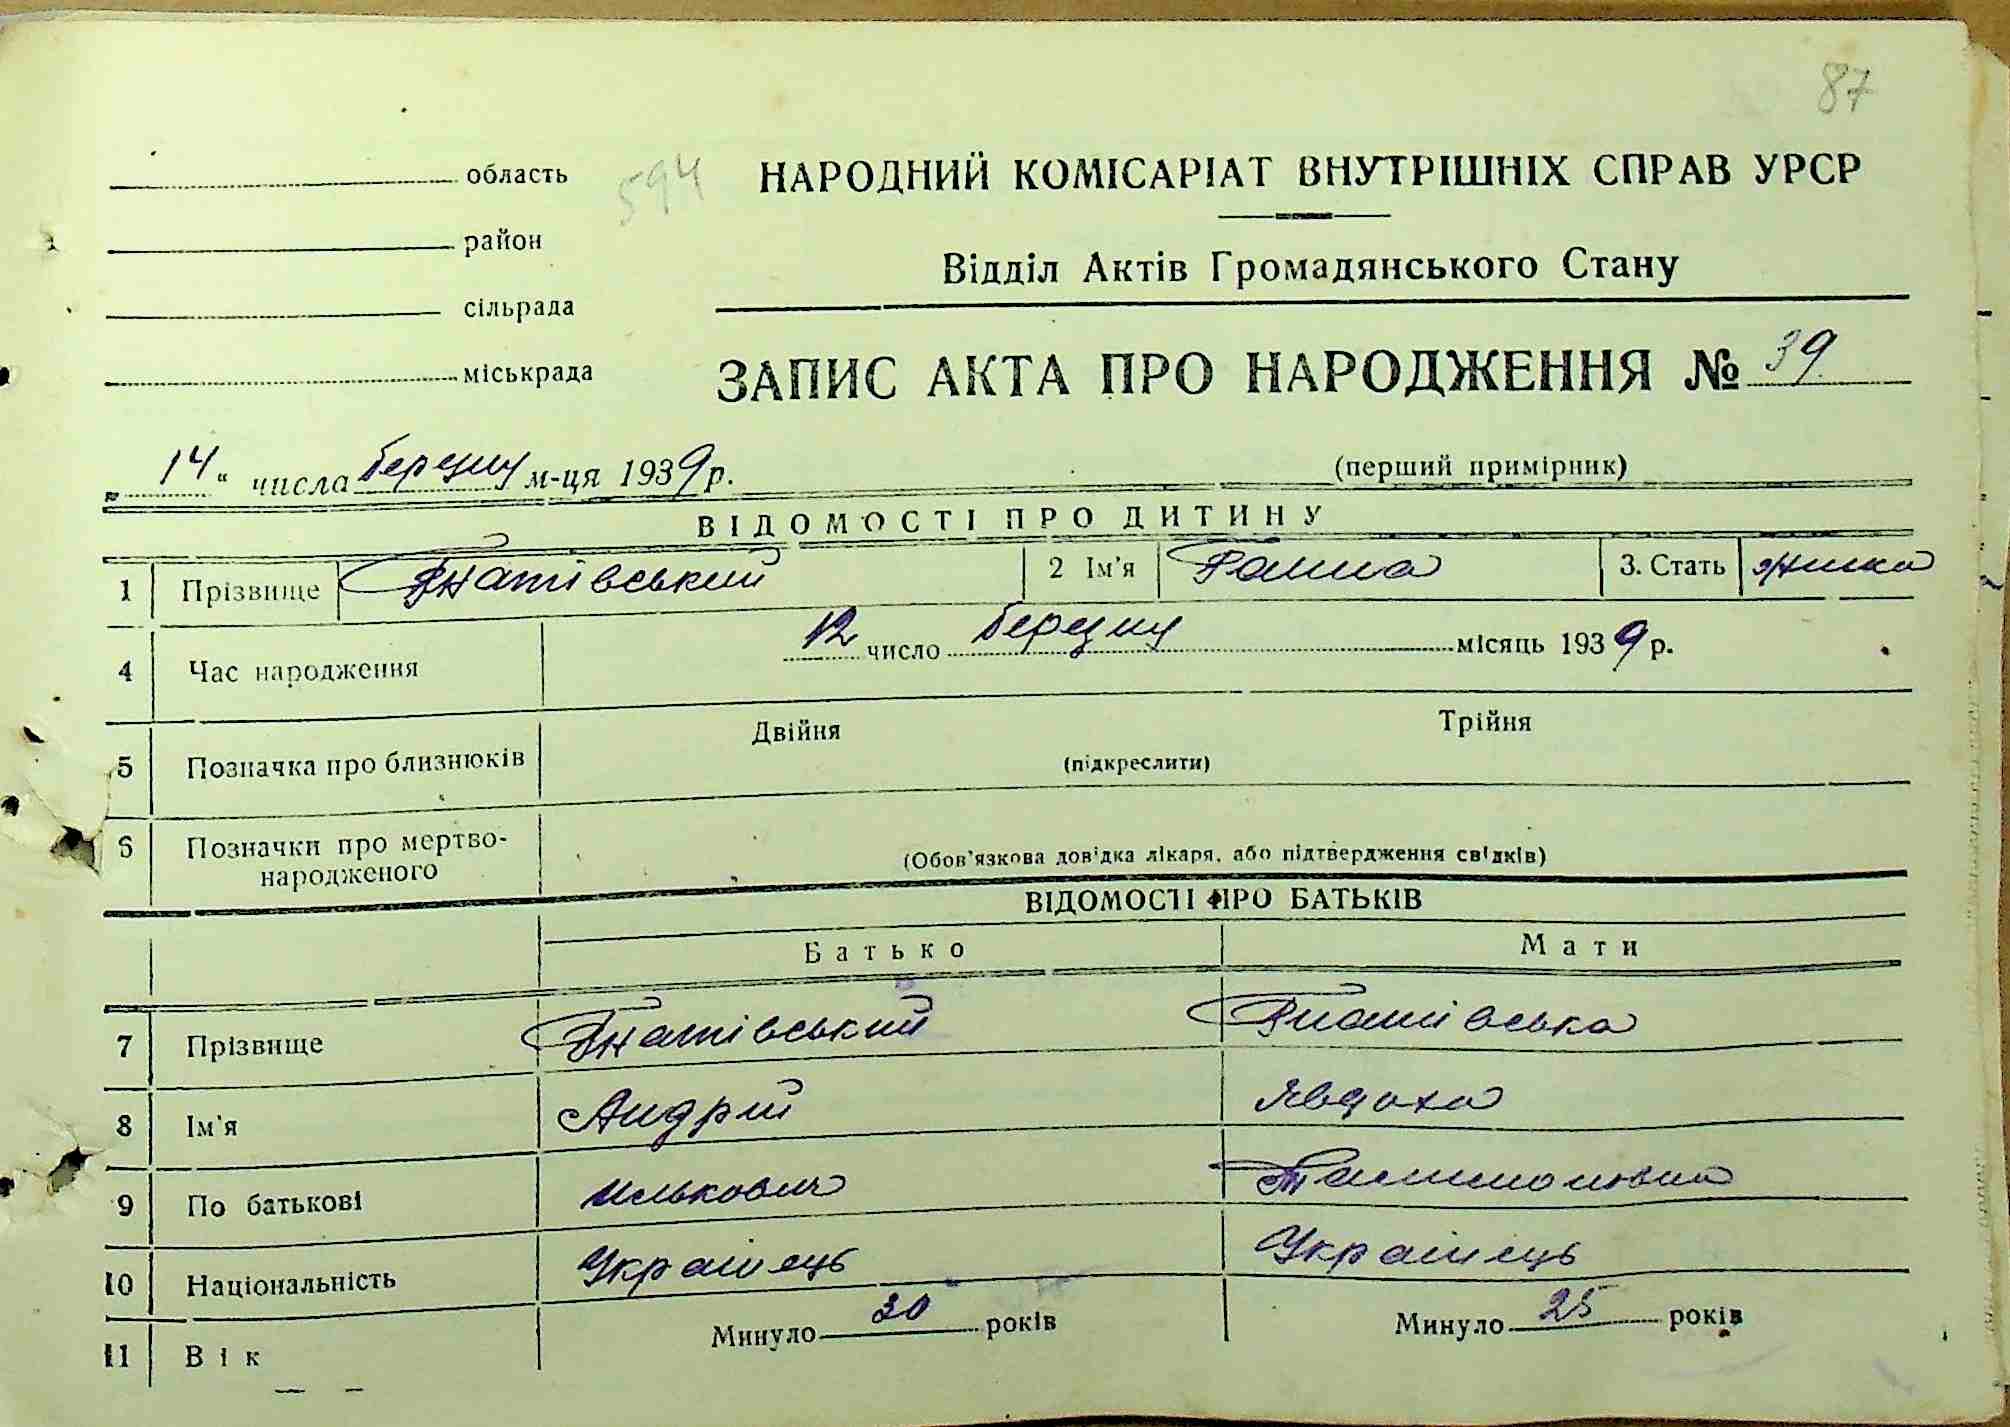 87
область
594
НАРОДНИЙ КОМІСАРІАТ ВНУТРІШНІХ СПРАВ УРСР
район
Відділ Актів Громадянського Стану
сільрада
міськрада
ЗАПИС АКТА ПРО НАРОДЖЕННЯ № 39
„14“ числа березня м-ця 1939 р.
(перший примірник)
ВІДОМОСТІ ПРО ДИТИНУ
1 Прізвище Гнатівський 2 Ім'я Ганна 3. Стать жінка
4 Час народження 12 число березня місяць 1939 р.
5 Позначка про близнюків Двійня Трійня
(підкреслити)
6 Позначки про мертво-
народженого
(Обов'язкова довідка лікаря, або підтвердження свідків)
ВІДОМОСТІ ПРО БАТЬКІВ
Батько Мати
7 Прізвище Гнатівський Гнатівська
8 Ім'я Андрій Явдоха
9 По батькові Илькович
10 Національність Українець Українець
11 Вік Минуло 30 років Минуло 25 років